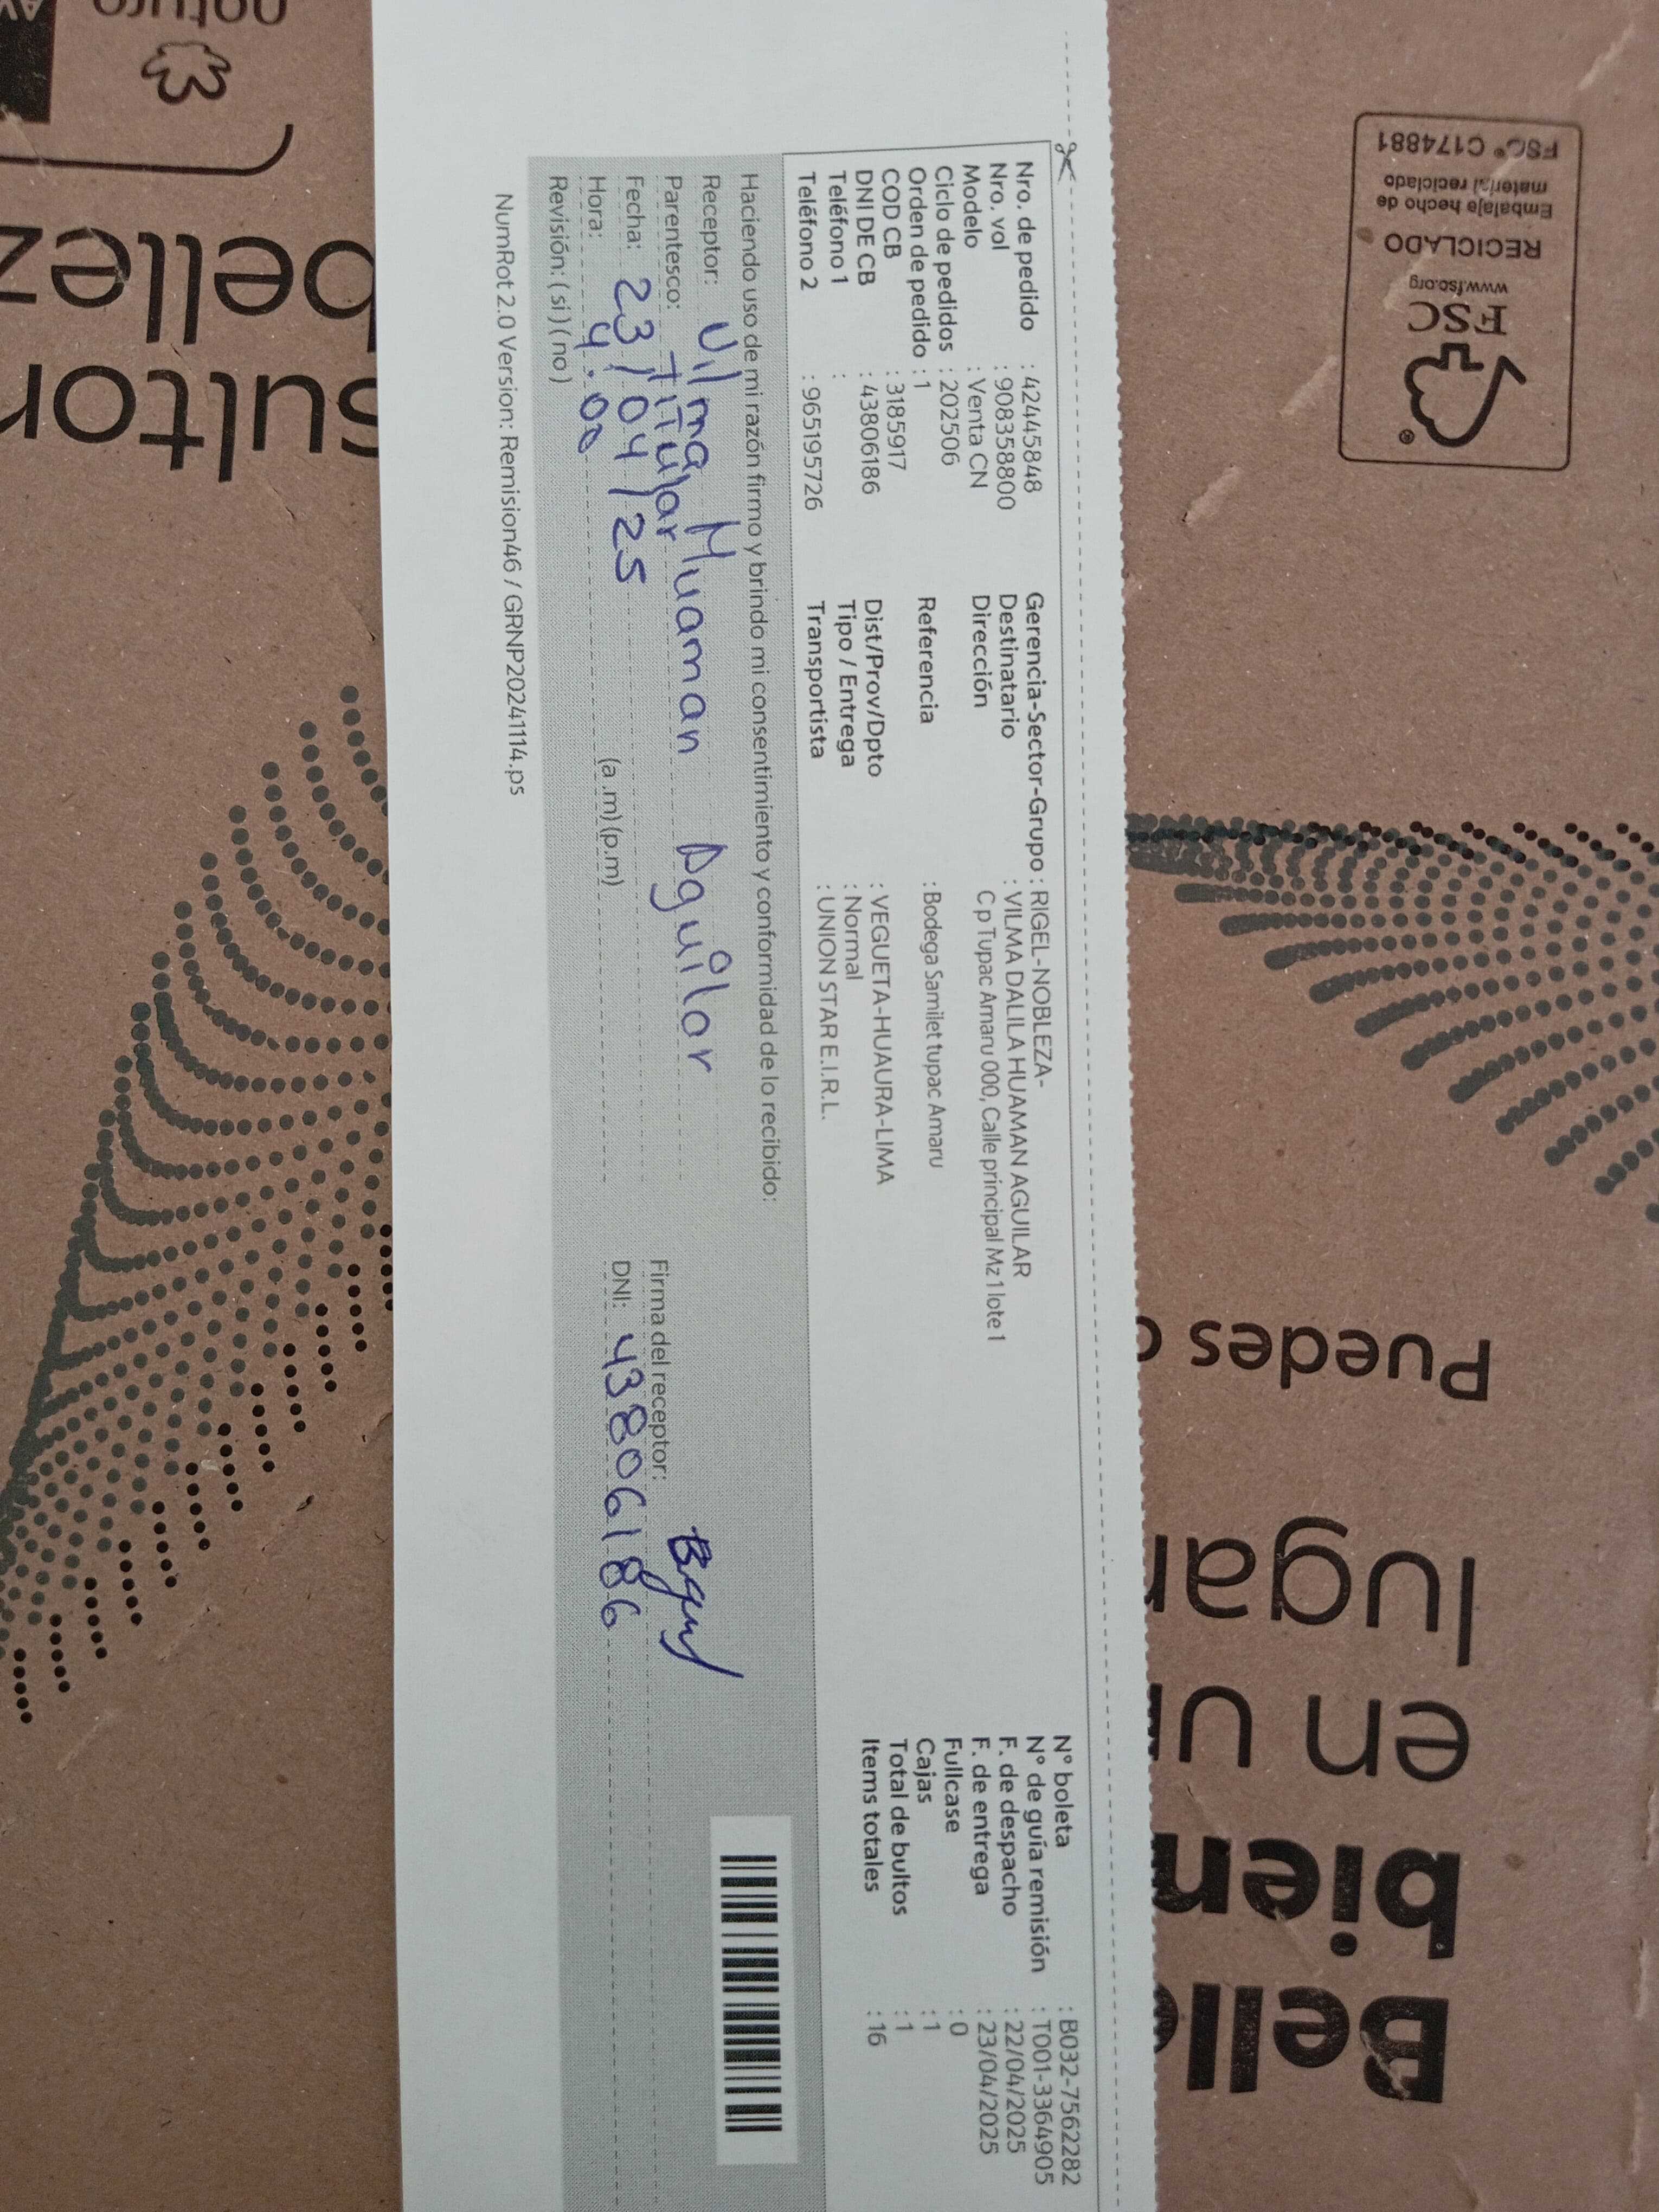 Nro. de pedido : 42445848
Nro. vol : 908358800
Modelo : Venta CN
Ciclo de pedidos : 202506
Orden de pedido : 1
COD CB : 3185917
DNI DE CB : 43806186
Teléfono 1 :
Teléfono 2 : 965195726
Gerencia-Sector-Grupo : RIGEL-NOBLEZA-
Destinatario : VILMA DALILA HUAMAN AGUILAR
Dirección Cp Tupac Amaru 000, Calle principal Mz 1 lote 1
Referencia : Bodega Samilet tupac Amaru
Dist/Prov/Dpto : VEGUETA-HUAURA-LIMA
Tipo / Entrega : Normal
Transportista : UNION STAR E.I.R.L.
N° boleta : B032-7562282
N° de guía remisión : T001-3364905
F. de despacho : 22/04/2025
F. de entrega : 23/04/2025
Fullcase : 0
Cajas : 1
Total de bultos : 1
Items totales : 16
Haciendo uso de mi razón firmo y brindo mi consentimiento y conformidad de lo recibido:
Receptor: Vilma Huaman Aguilar
Parentesco: Titular
Fecha: 23/04/25
Hora: 4:00 (a .m) (p.m)
Revisión: ( si ) ( no )
Firma del receptor:
DNI: 43806186
NumRot 2.0 Version: Remision46 / GRNP20241114.ps
FSC
www.fsc.org
RECICLADO
Embalaje hecho de
material reciclado
FSC® C174881
Puedes
lugar
en un
bien
natura
bellez